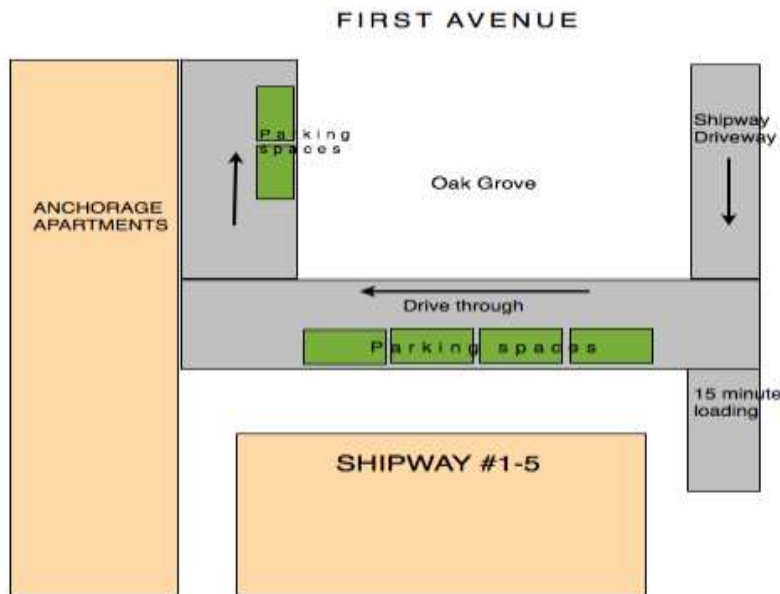 FIRST AVENUE
Parking
spaces
Shipway
Driveway
Oak Grove
ANCHORAGE
APARTMENTS
Drive through
Parking spaces
15 minute
loading
SHIPWAY #1-5